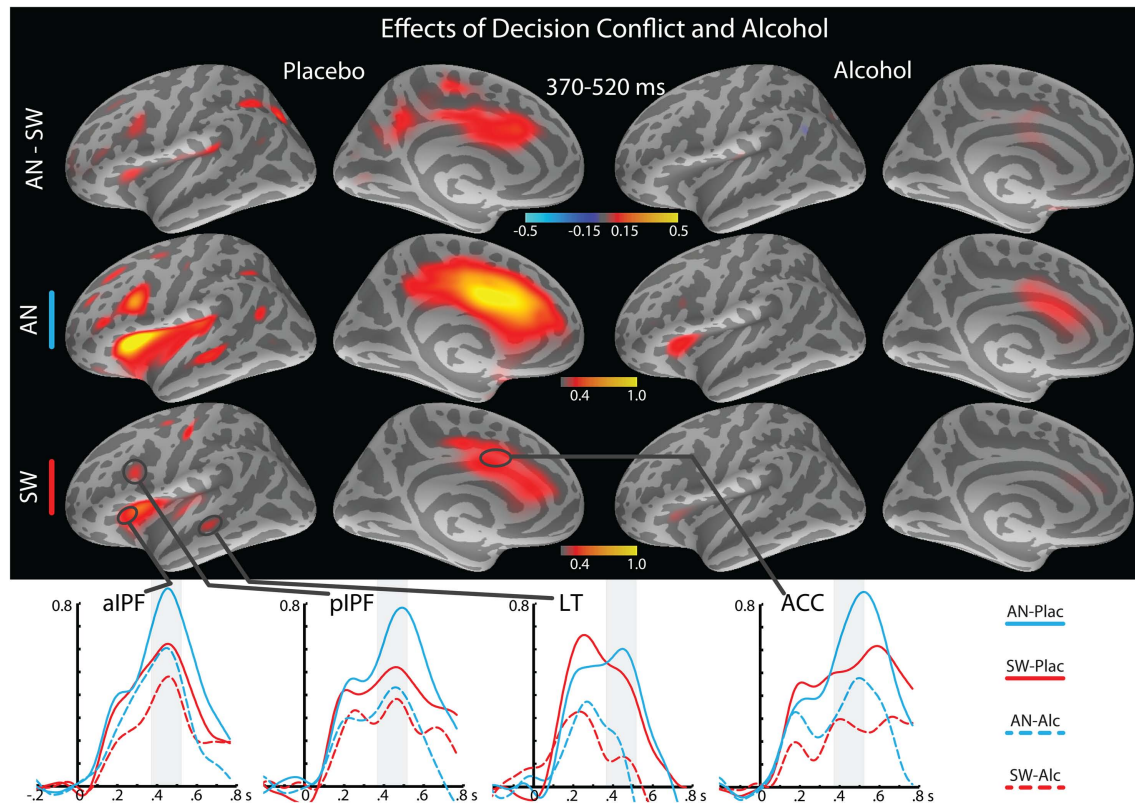 Effects of Decision Conflict and Alcohol
Placebo
370-520 ms
Alcohol
AN - SW
-0.5 -0.15 0.15 0.5
AN
0.4 1.0
SW
0.4 1.0
aIPF
pIPF
LT
ACC
0.8
0.8
0.8
0.8
AN-Plac
SW-Plac
AN-Alc
SW-Alc
-.2 0 .2 .4 .6 s
0 .2 .4 .6 s
0 .2 .4 .6 .8 s
0 .2 .4 .6 .8 s